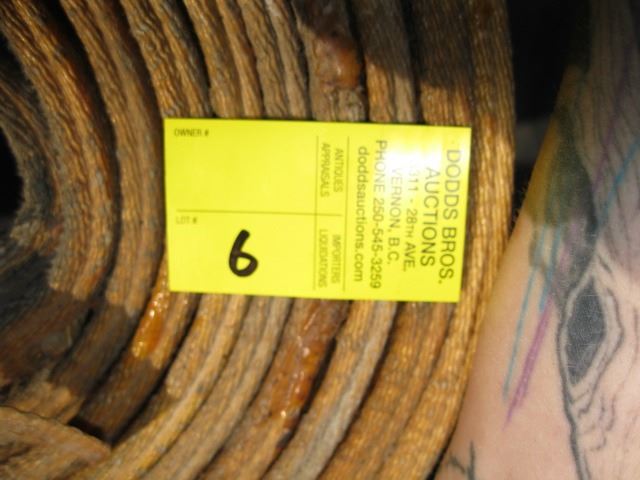 DODDS BROS.
AUCTIONS
311 - 28TH AVE.
VERNON, B.C.
PHONE 250-545-3259
doddsauctions.com
ANTIQUES IMPORTERS
APPRAISALS LIQUIDATIONS
OWNER #
LOT #
6